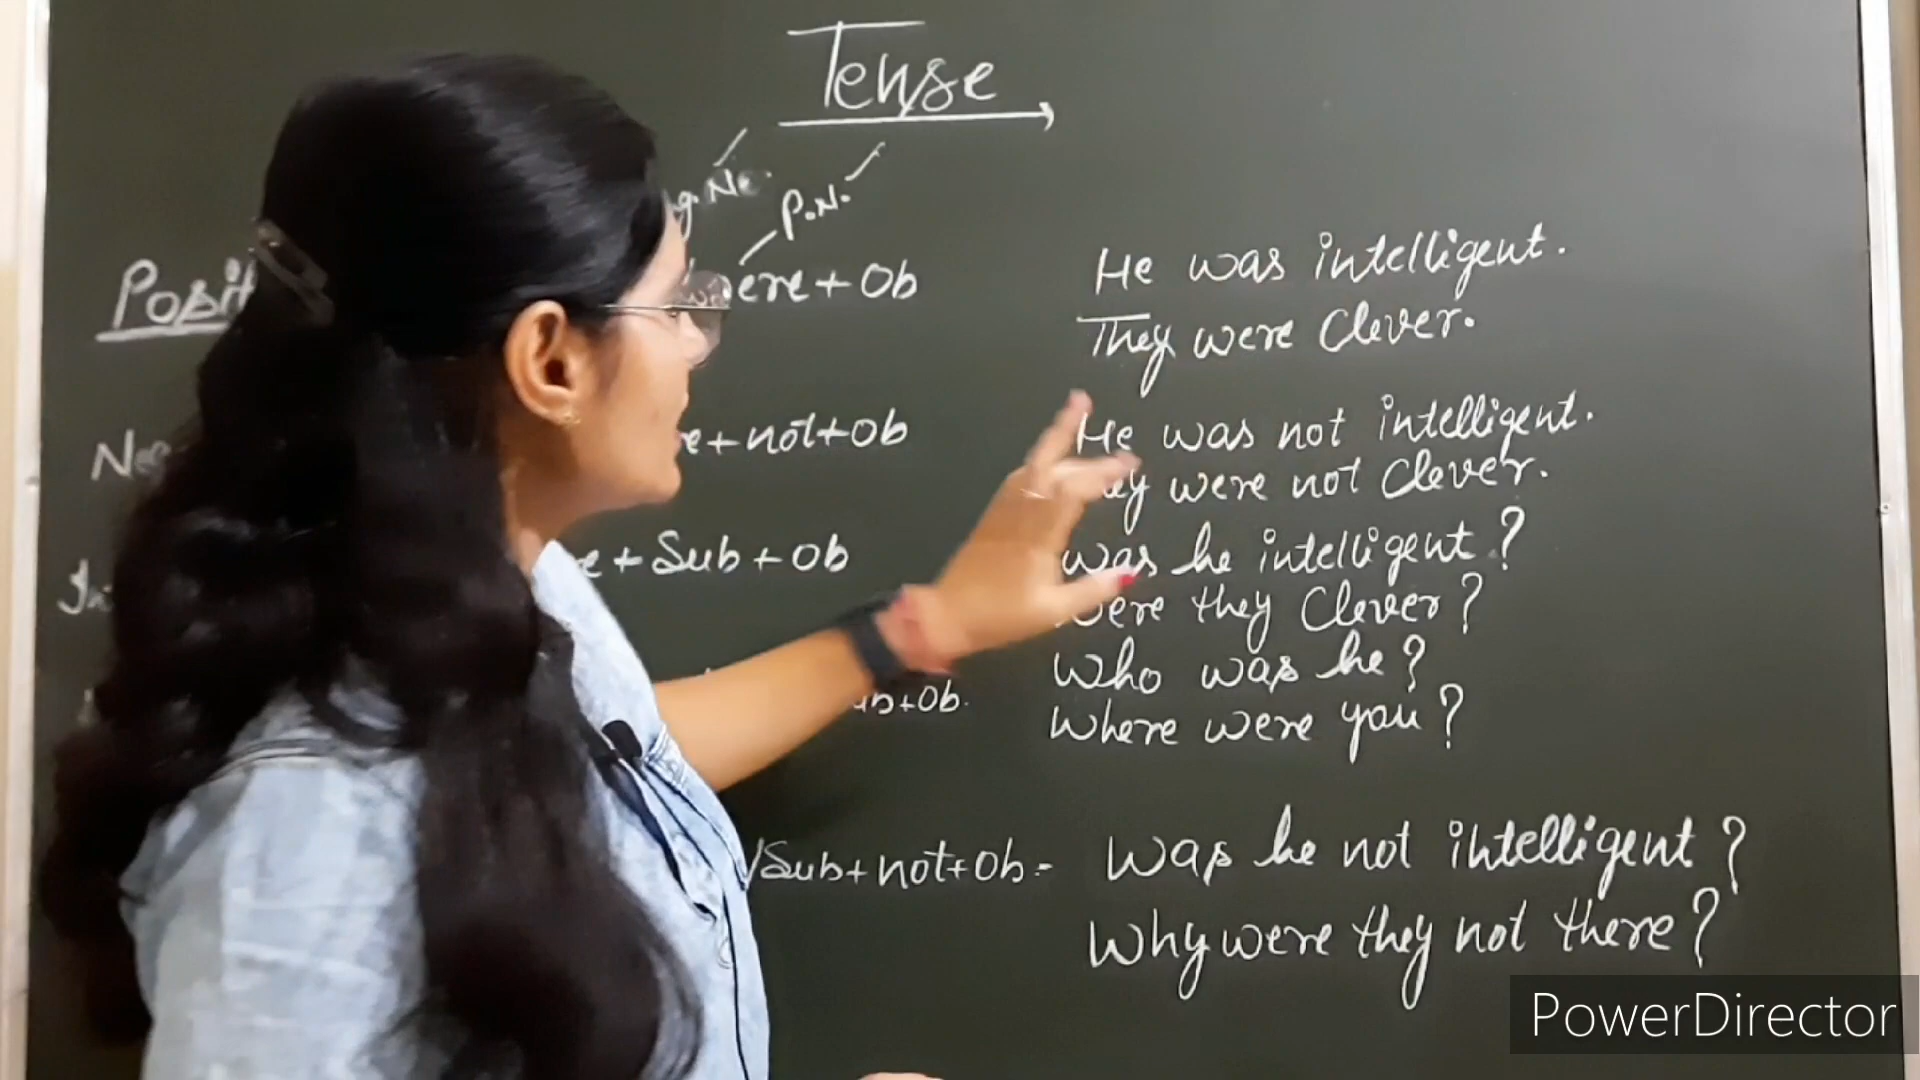 Tense
P.N.
were + Ob
He was intelligent.
They were Clever.
+ not + Ob
He was not intelligent.
were not Clever.
+ Sub + Ob
was he intelligent?
were they Clever?
Who was he?
+ Ob.
Where were you?
/Sub + not + Ob =
Was he not intelligent?
Why were they not there?
PowerDirector